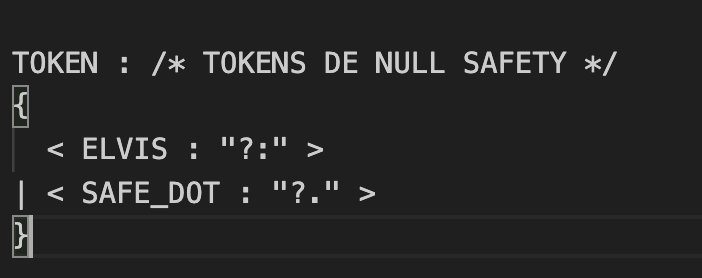 TOKEN : /* TOKENS DE NULL SAFETY */
{
< ELVIS : "?:" >
| < SAFE_DOT : "?." >
}